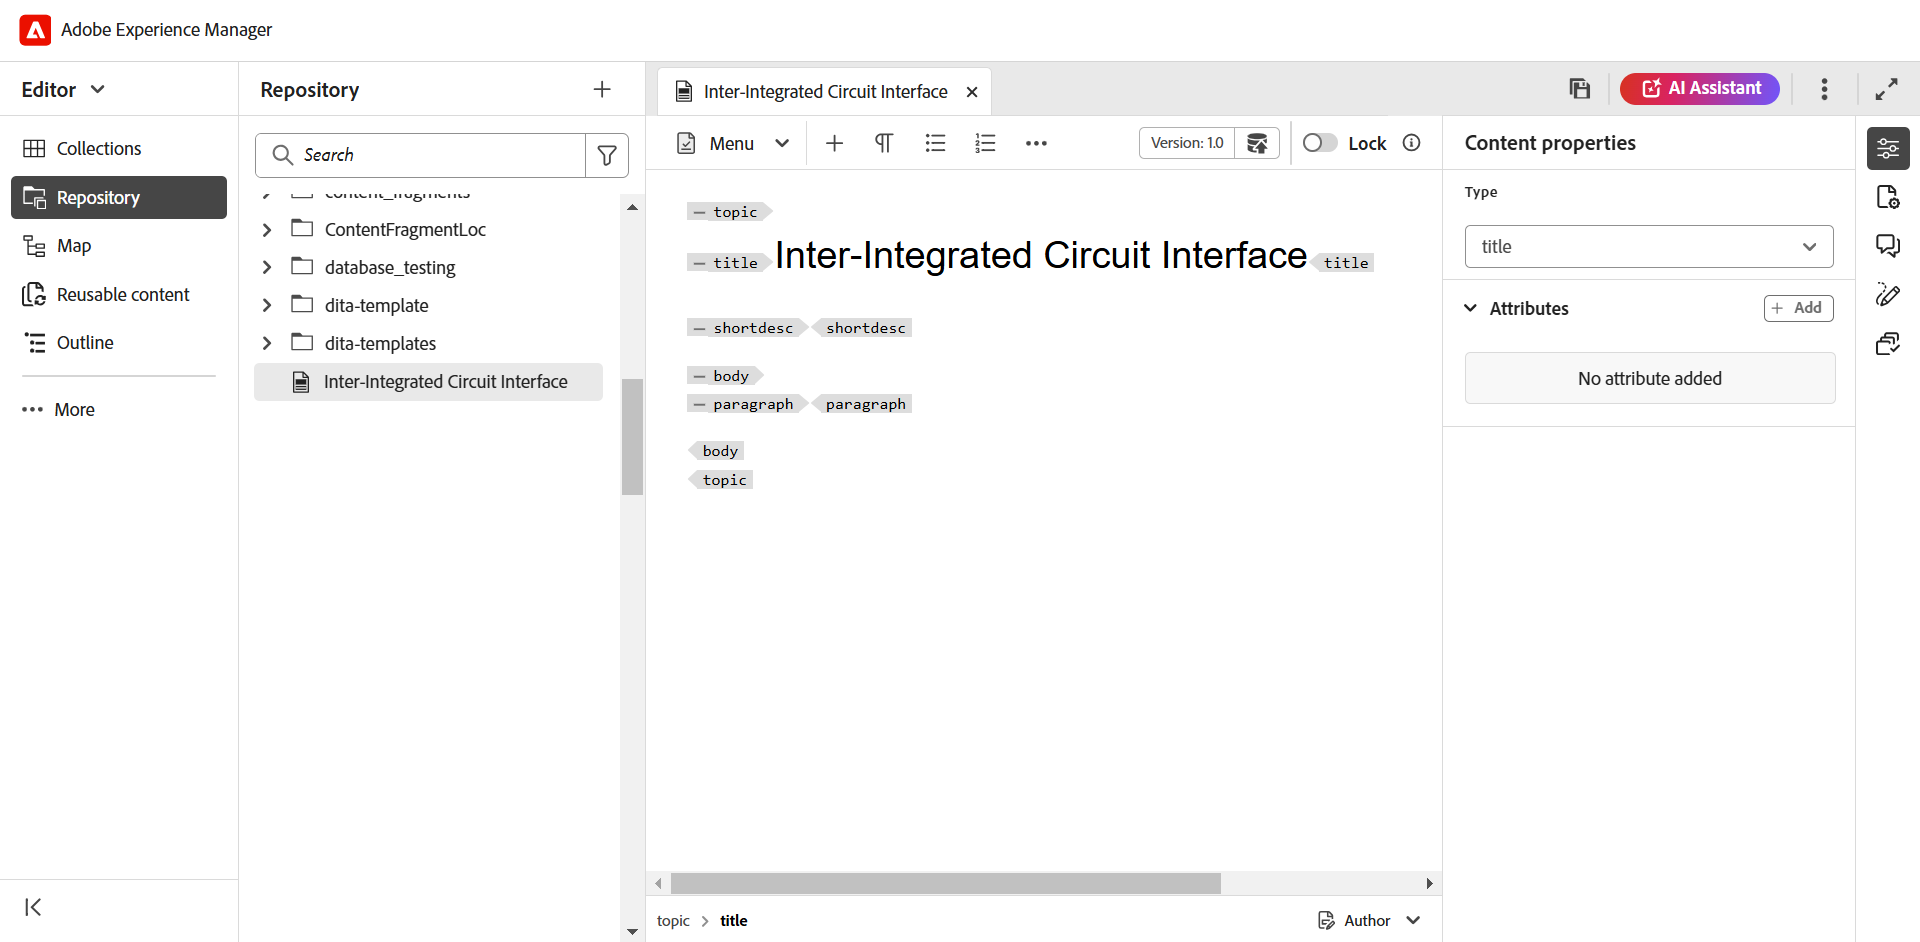 Adobe Experience Manager
Editor
Collections
Repository
Map
Reusable content
Outline
More
Repository
Search
content_fragments
ContentFragmentLoc
database_testing
dita-template
dita-templates
Inter-Integrated Circuit Interface
Inter-Integrated Circuit Interface
AI Assistant
Menu
Version: 1.0
Lock
topic
title Inter-Integrated Circuit Interface title
shortdesc shortdesc
body
paragraph paragraph
body
topic
topic > title
Author
Content properties
Type
title
Attributes
+ Add
No attribute added